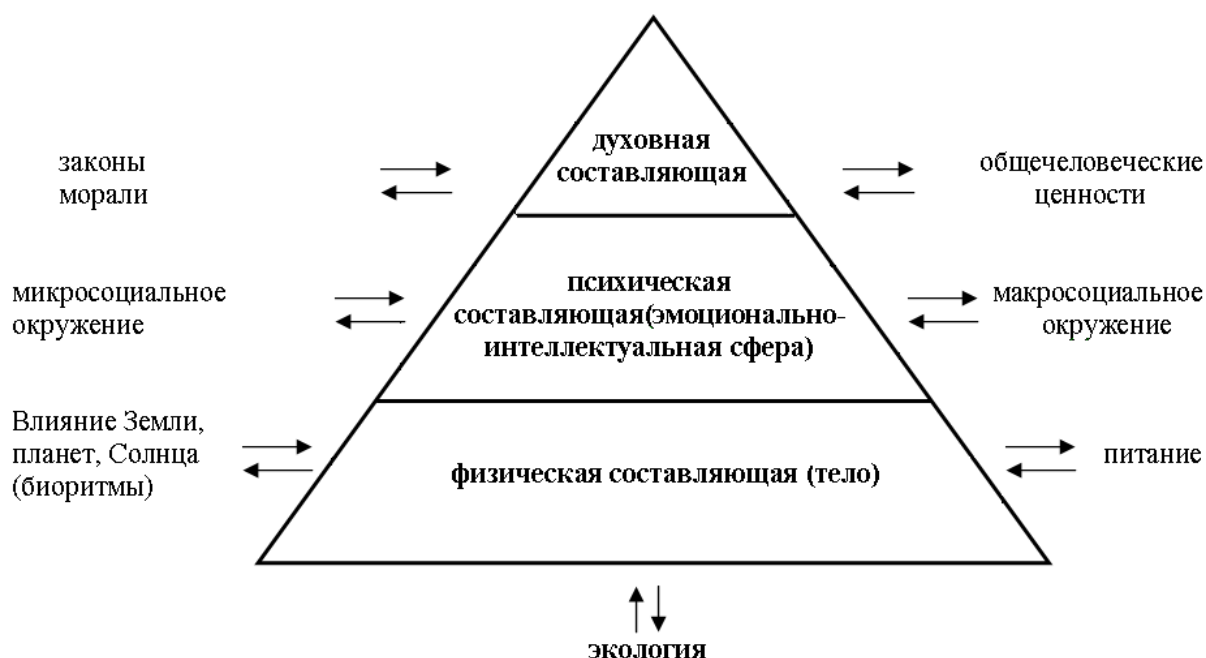 духовная
составляющая
законы
морали
общечеловеческие
ценности
психическая
составляющая(эмоционально-
интеллектуальная сфера)
микросоциальное
окружение
макросоциальное
окружение
Влияние Земли,
планет, Солнца
(биоритмы)
физическая составляющая (тело)
питание
экология